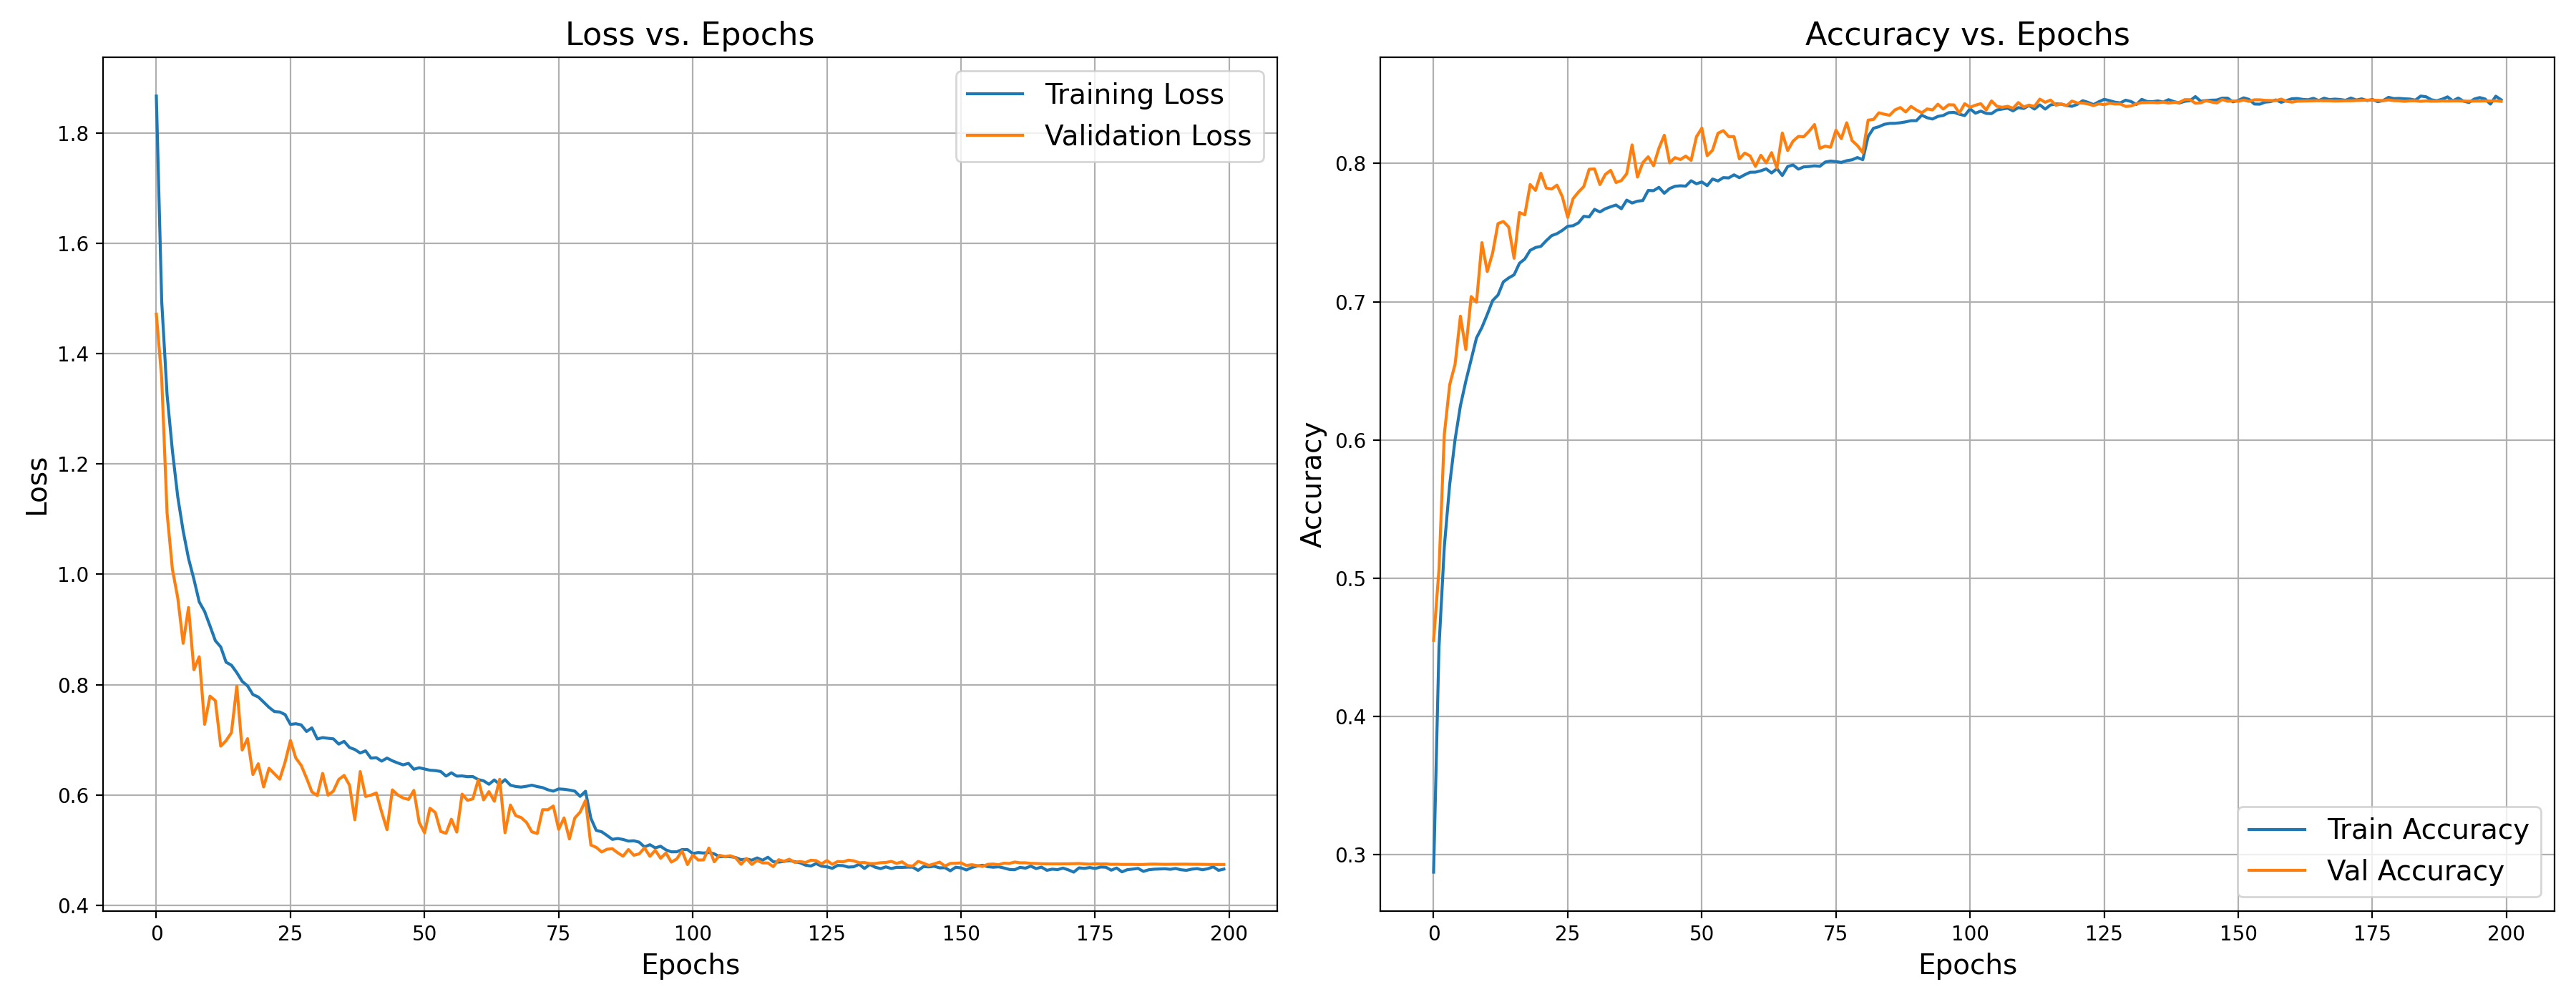 Loss vs. Epochs
Training Loss
Validation Loss
1.8
1.6
1.4
1.2
1.0
0.8
0.6
0.4
Loss
0 25 50 75 100 125 150 175 200
Epochs
Accuracy vs. Epochs
0.8
0.7
0.6
0.5
0.4
0.3
Accuracy
Train Accuracy
Val Accuracy
0 25 50 75 100 125 150 175 200
Epochs